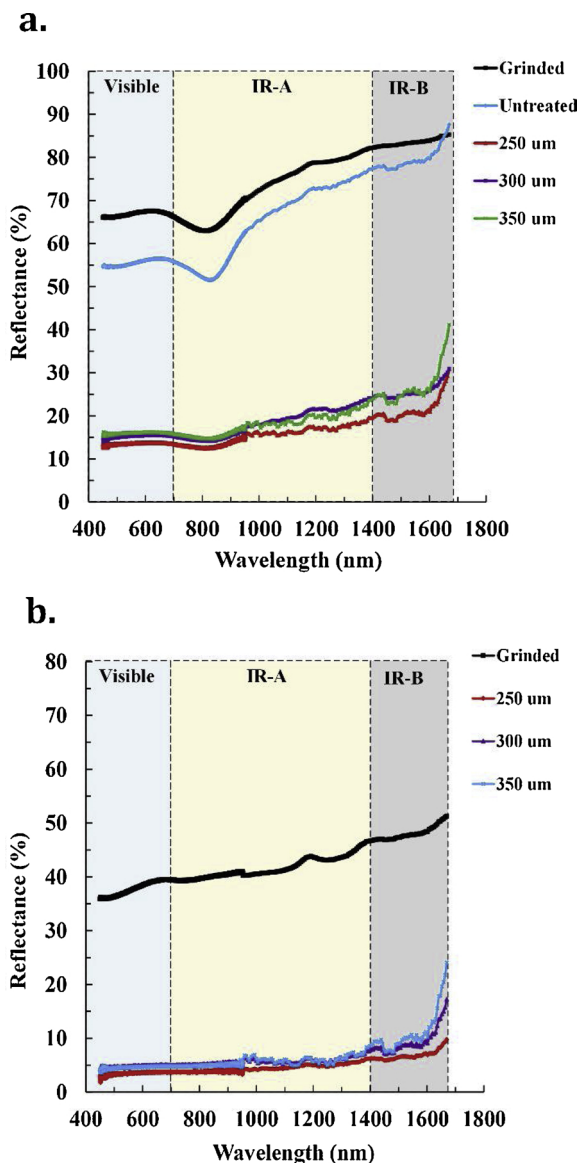 a.
100
90
80
70
60
50
40
30
20
10
0
Reflectance (%)
Visible
IR-A
IR-B
400 600 800 1000 1200 1400 1600 1800
Wavelength (nm)
Grinded
Untreated
250 um
300 um
350 um
b.
80
70
60
50
40
30
20
10
0
Reflectance (%)
Visible
IR-A
IR-B
400 600 800 1000 1200 1400 1600 1800
Wavelength (nm)
Grinded
250 um
300 um
350 um